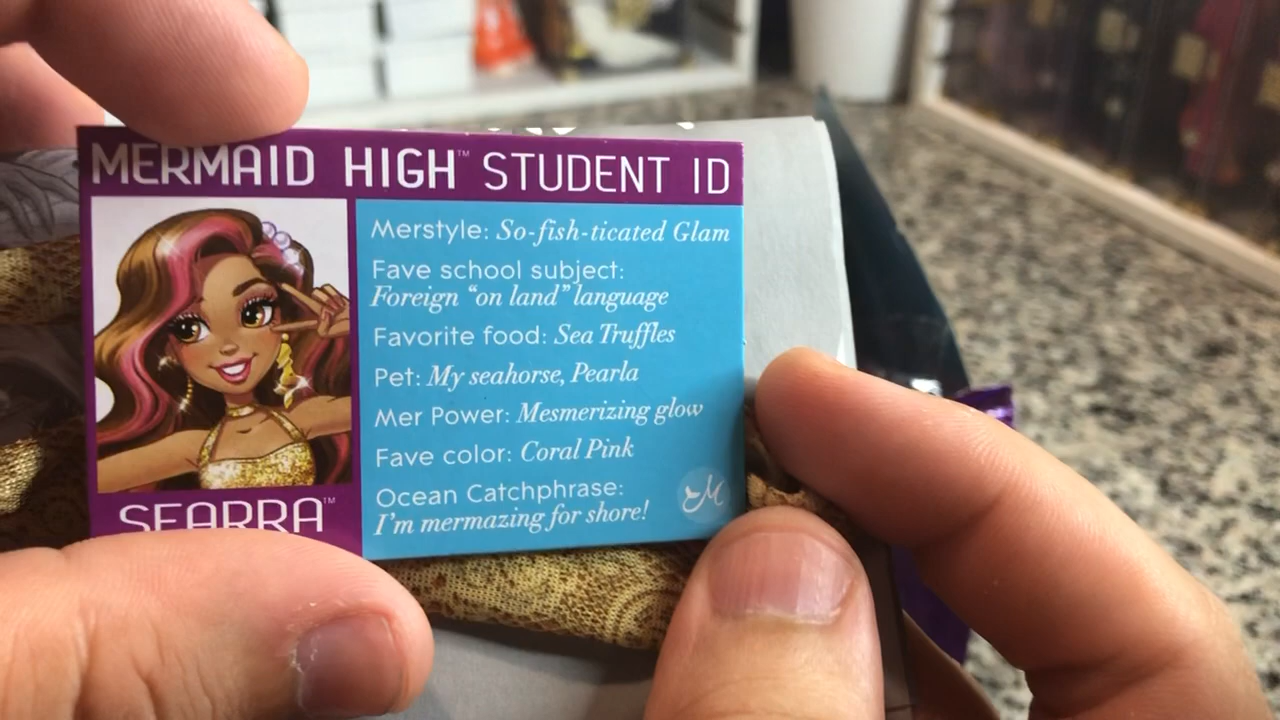 MERMAID HIGH™ STUDENT ID
Merstyle: So-fish-ticated Glam
Fave school subject:
Foreign “on land” language
Favorite food: Sea Truffles
Pet: My seahorse, Pearla
Mer Power: Mesmerizing glow
Fave color: Coral Pink
Ocean Catchphrase:
I'm mermazing for shore!
M
SEARRA™